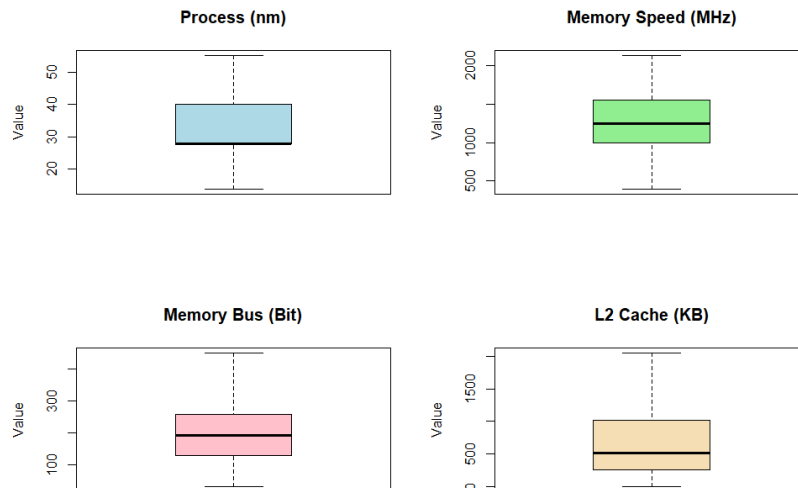 Process (nm)
Value
50
40
30
20
Memory Speed (MHz)
Value
2000
1000
500
Memory Bus (Bit)
Value
300
100
L2 Cache (KB)
Value
1500
500
0